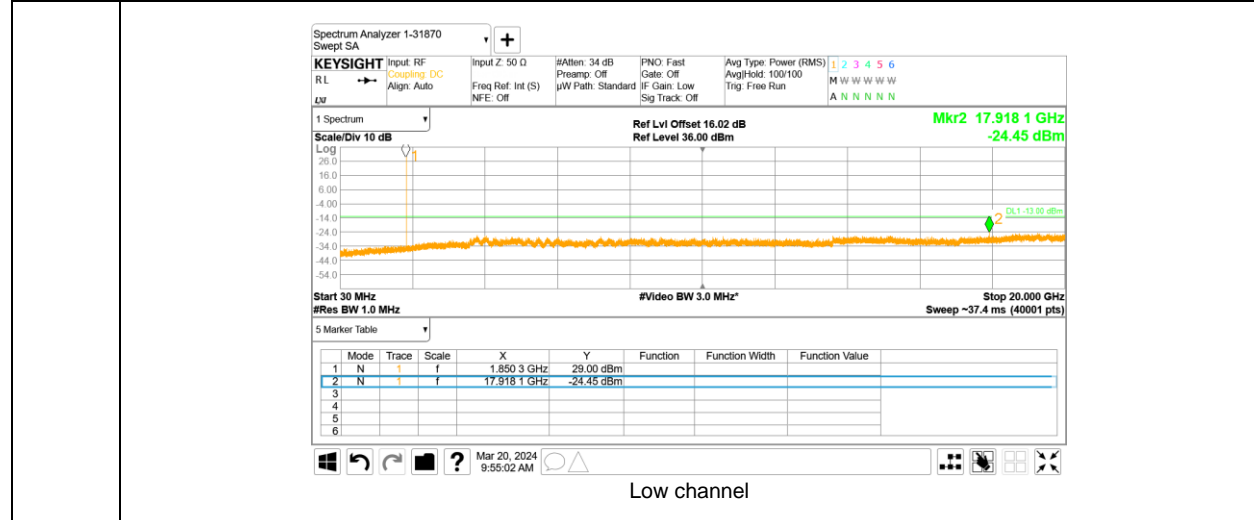 Spectrum Analyzer 1-31870
Swept SA
+
KEYSIGHT Input: RF Input Z: 50 Ω #Atten: 34 dB PNO: Fast Avg Type: Power (RMS) 1 2 3 4 5 6
RL Coupling: DC Preamp: Off Gate: Off Avg|Hold: 100/100 M W W W W W
Align: Auto Freq Ref: Int (S) µW Path: Standard IF Gain: Low Trig: Free Run
LXI NFE: Off Sig Track: Off A N N N N N
1 Spectrum Ref Lvl Offset 16.02 dB Mkr2 17.918 1 GHz
Scale/Div 10 dB Ref Level 36.00 dBm -24.45 dBm
Log 1
26.0
16.0
6.00
-4.00
-14.0 2 DL1 -13.00 dBm
-24.0
-34.0
-44.0
-54.0
Start 30 MHz #Video BW 3.0 MHz* Stop 20.000 GHz
#Res BW 1.0 MHz Sweep ~37.4 ms (40001 pts)
5 Marker Table
Mode Trace Scale X Y Function Function Width Function Value
1 N 1 f 1.850 3 GHz 29.00 dBm
2 N 1 f 17.918 1 GHz -24.45 dBm
3
4
5
6
? Mar 20, 2024
9:55:02 AM
Low channel